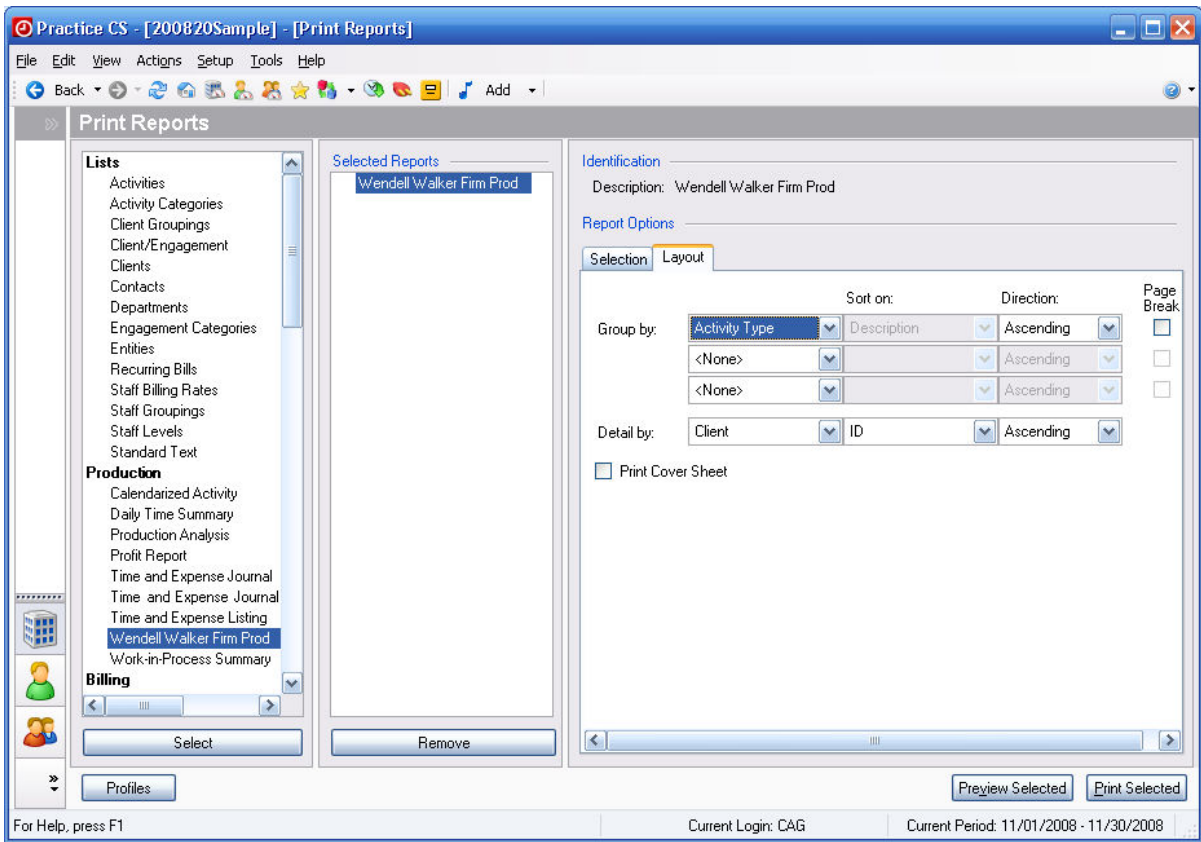 Practice CS - [200820Sample] - [Print Reports]
File Edit View Actions Setup Tools Help
Back Add
Print Reports
Lists
Activities
Activity Categories
Client Groupings
Client/Engagement
Clients
Contacts
Departments
Engagement Categories
Entities
Recurring Bills
Staff Billing Rates
Staff Groupings
Staff Levels
Standard Text
Production
Calendarized Activity
Daily Time Summary
Production Analysis
Profit Report
Time and Expense Journal
Time and Expense Journal
Time and Expense Listing
Wendell Walker Firm Prod
Work-in-Process Summary
Billing
Select
Selected Reports
Wendell Walker Firm Prod
Remove
Identification
Description: Wendell Walker Firm Prod
Report Options
Selection Layout
Sort on: Direction: Page Break
Group by: Activity Type Description Ascending
<None> Ascending
<None> Ascending
Detail by: Client ID Ascending
Print Cover Sheet
Profiles Preview Selected Print Selected
For Help, press F1 Current Login: CAG Current Period: 11/01/2008 - 11/30/2008